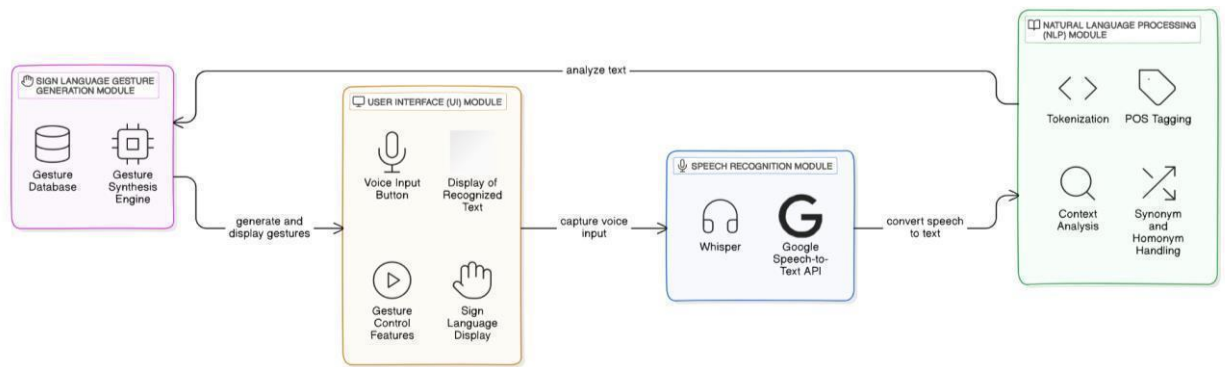 NATURAL LANGUAGE PROCESSING
(NLP) MODULE
analyze text
SIGN LANGUAGE GESTURE
GENERATION MODULE
USER INTERFACE (UI) MODULE
Tokenization
POS Tagging
Gesture
Database
Gesture
Synthesis
Engine
Voice Input
Button
Display of
Recognized
Text
SPEECH RECOGNITION MODULE
generate and
display gestures
capture voice
input
Whisper
Google
Speech-to-
Text API
convert speech
to text
Context
Analysis
Synonym
and
Homonym
Handling
Gesture
Control
Features
Sign
Language
Display